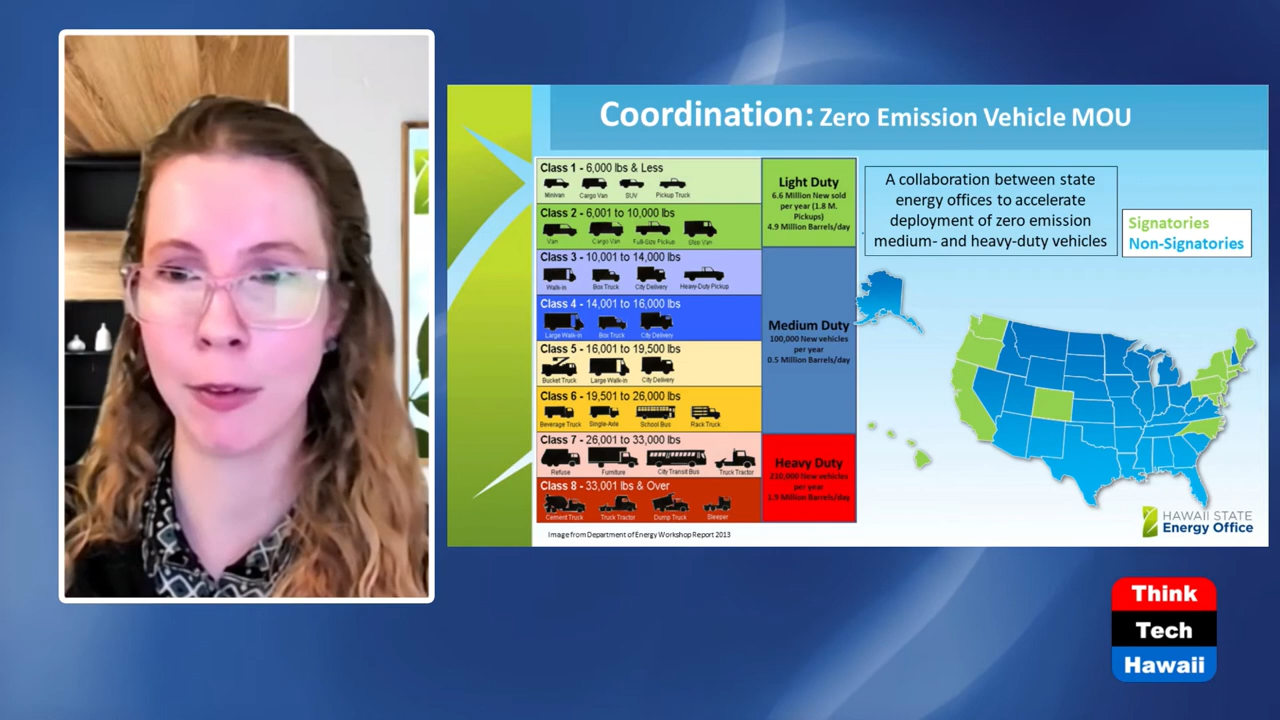 Coordination: Zero Emission Vehicle MOU
Class 1 - 6,000 lbs & Less
Minivan Cargo Van SUV Pickup Truck
Class 2 - 6,001 to 10,000 lbs
Van Cargo Van Full-Size Pickup Step Van
Class 3 - 10,001 to 14,000 lbs
Walk-in Box Truck City Delivery Heavy-Duty Pickup
Class 4 - 14,001 to 16,000 lbs
Large Walk-in Box Truck City Delivery
Class 5 - 16,001 to 19,500 lbs
Bucket Truck Large Walk-in City Delivery
Class 6 - 19,501 to 26,000 lbs
Beverage Truck Single-Axle School Bus Rack Truck
Class 7 - 26,001 to 33,000 lbs
Refuse Furniture City Transit Bus Truck Tractor
Class 8 - 33,001 lbs & Over
Cement Truck Truck Tractor Dump Truck Sleeper
Light Duty
6.6 Million New sold
per year (1.8 M.
Pickups)
4.9 Million Barrels/day
Medium Duty
100,000 New vehicles
per year
0.5 Million Barrels/day
Heavy Duty
210,000 New vehicles
per year
1.9 Million Barrels/day
Image from Department of Energy Workshop Report 2013
A collaboration between state
energy offices to accelerate
deployment of zero emission
medium- and heavy-duty vehicles
Signatories
Non-Signatories
HAWAII STATE
Energy Office
Think
Tech
Hawaii